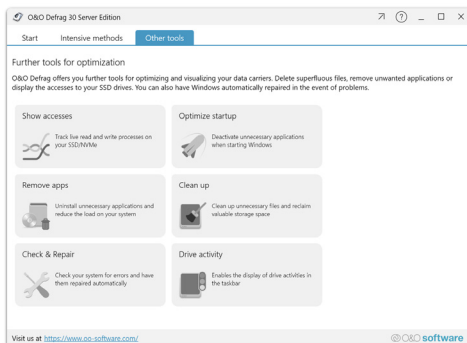 O&O Defrag 30 Server Edition
Start Intensive methods Other tools
Further tools for optimization
O&O Defrag offers you further tools for optimizing and visualizing your data carriers. Delete superfluous files, remove unwanted applications or
display the accesses to your SSD drives. You can also have Windows automatically repaired in the event of problems.
Show accesses
Track live read and write processes on
your SSD/NVMe
Optimize startup
Deactivate unnecessary applications
when starting Windows
Remove apps
Uninstall unnecessary applications and
reduce the load on your system
Clean up
Clean up unnecessary files and reclaim
valuable storage space
Check & Repair
Check your system for errors and have
them repaired automatically
Drive activity
Enables the display of drive activities in
the taskbar
Visit us at https://www.oo-software.com/
O&O software